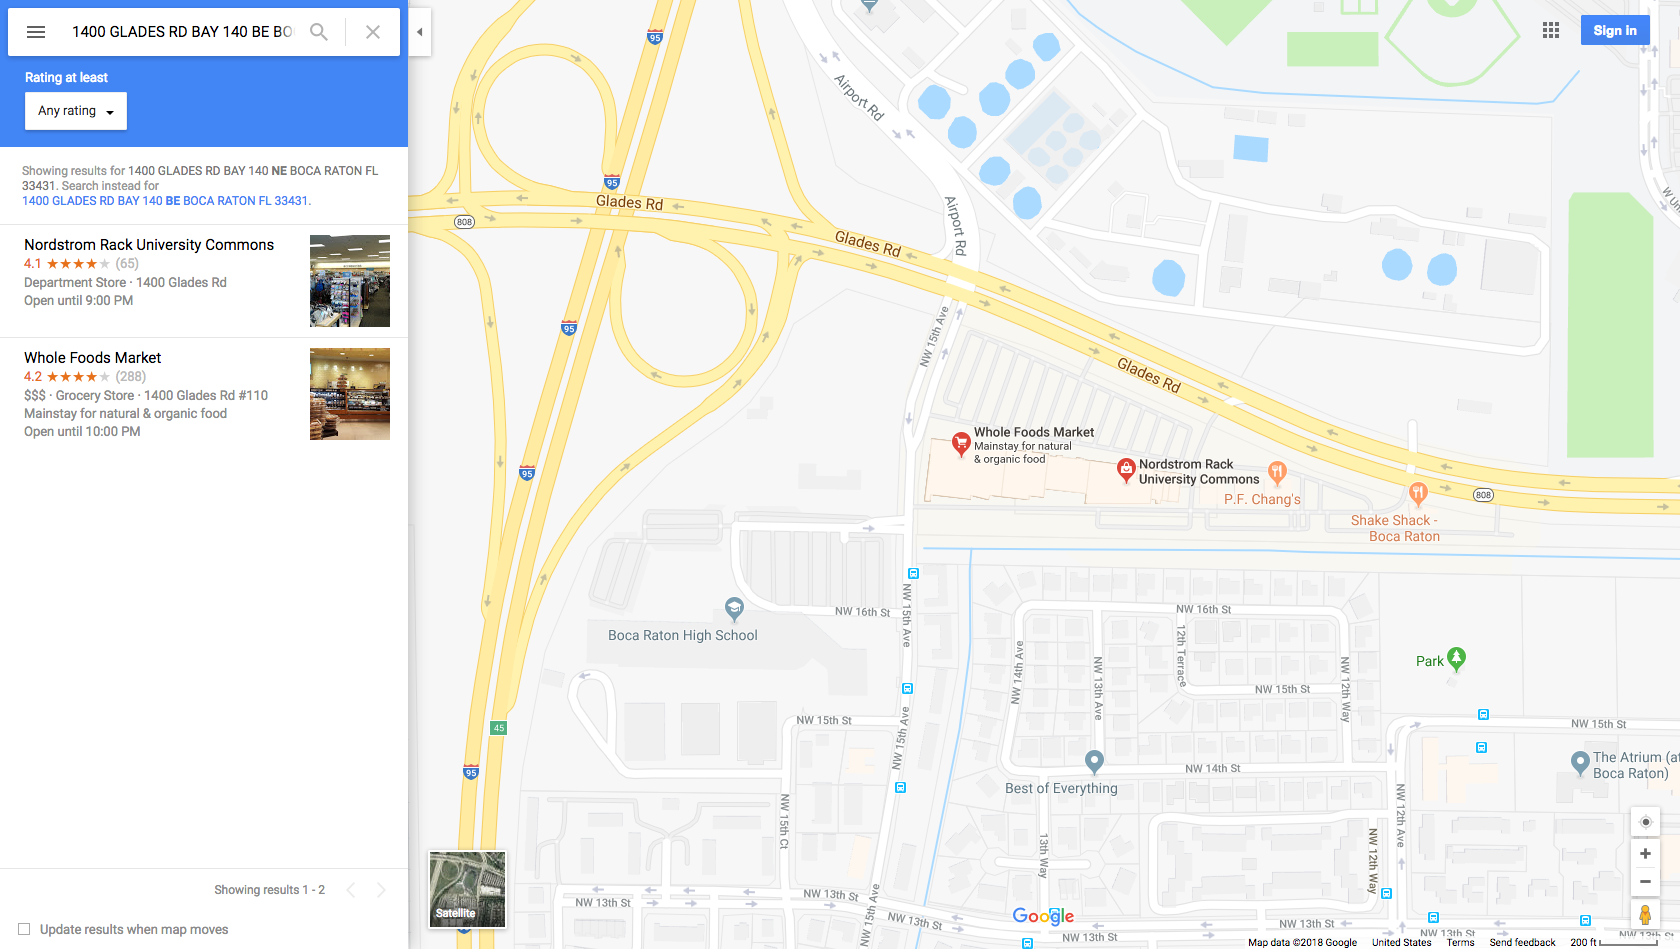 1400 GLADES RD BAY 140 BE BO
Sign in
Rating at least
Any rating
Showing results for 1400 GLADES RD BAY 140 NE BOCA RATON FL
33431. Search instead for
1400 GLADES RD BAY 140 BE BOCA RATON FL 33431.
Nordstrom Rack University Commons
4.1 ★★★★★ (65)
Department Store · 1400 Glades Rd
Open until 9:00 PM
Whole Foods Market
4.2 ★★★★★ (288)
$$$ · Grocery Store · 1400 Glades Rd #110
Mainstay for natural & organic food
Open until 10:00 PM
Showing results 1 - 2
Update results when map moves
Satellite
95
Airport Rd
95
Glades Rd
808
Airport Rd
Glades Rd
W Un
95
NW 15th Ave
Glades Rd
Whole Foods Market
Mainstay for natural
& organic food
Nordstrom Rack
University Commons
P.F. Chang's
95
808
Shake Shack -
Boca Raton
NW 16th St
NW 15th Ave
Boca Raton High School
NW 16th St
12th Terrace
NW 14th Ave
NW 13th Ave
NW 12th Way
Park
NW 15th St
45
NW 15th St
NW 15th Ave
NW 15th St
95
NW 14th St
The Atrium (at
Boca Raton)
Best of Everything
NW 15th Ct
NW 12th Ave
13th Way
NW 12th Way
NW 13th St
NW 13th St
NW 15th Ave
NW 13th St
Google
NW 13th St
NW 13th St
NW 13th St
NW 13th St
Map data ©2018 Google
United States
Terms
Send feedback
200 ft